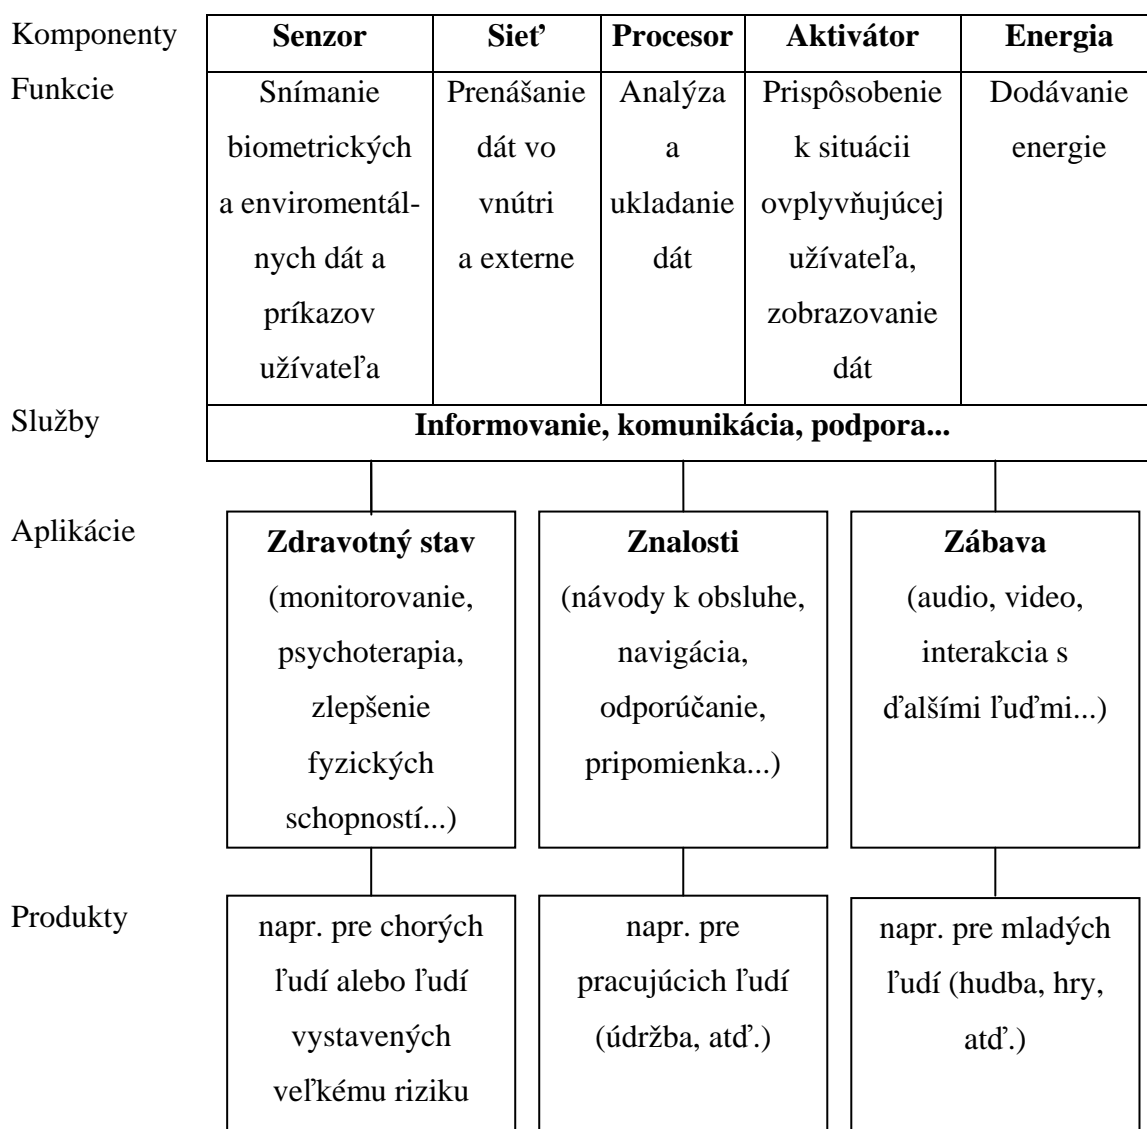 Komponenty
Senzor
Sieť
Procesor
Aktivátor
Energia
Funkcie
Snímanie
biometrických
a enviromentál-
nych dát a
príkazov
užívateľa
Prenášanie
dát vo
vnútri
a externe
Analýza
a
ukladanie
dát
Prispôsobenie
k situácii
ovplyvňujúcej
užívateľa,
zobrazovanie
dát
Dodávanie
energie
Služby
Informovanie, komunikácia, podpora...
Aplikácie
Zdravotný stav
(monitorovanie,
psychoterapia,
zlepšenie
fyzických
schopností...)
Znalosti
(návody k obsluhe,
navigácia,
odporúčanie,
pripomienka...)
Zábava
(audio, video,
interakcia s
ďalšími ľuďmi...)
Produkty
napr. pre chorých
ľudí alebo ľudí
vystavených
veľkému riziku
napr. pre
pracujúcich ľudí
(údržba, atď.)
napr. pre mladých
ľudí (hudba, hry,
atď.)